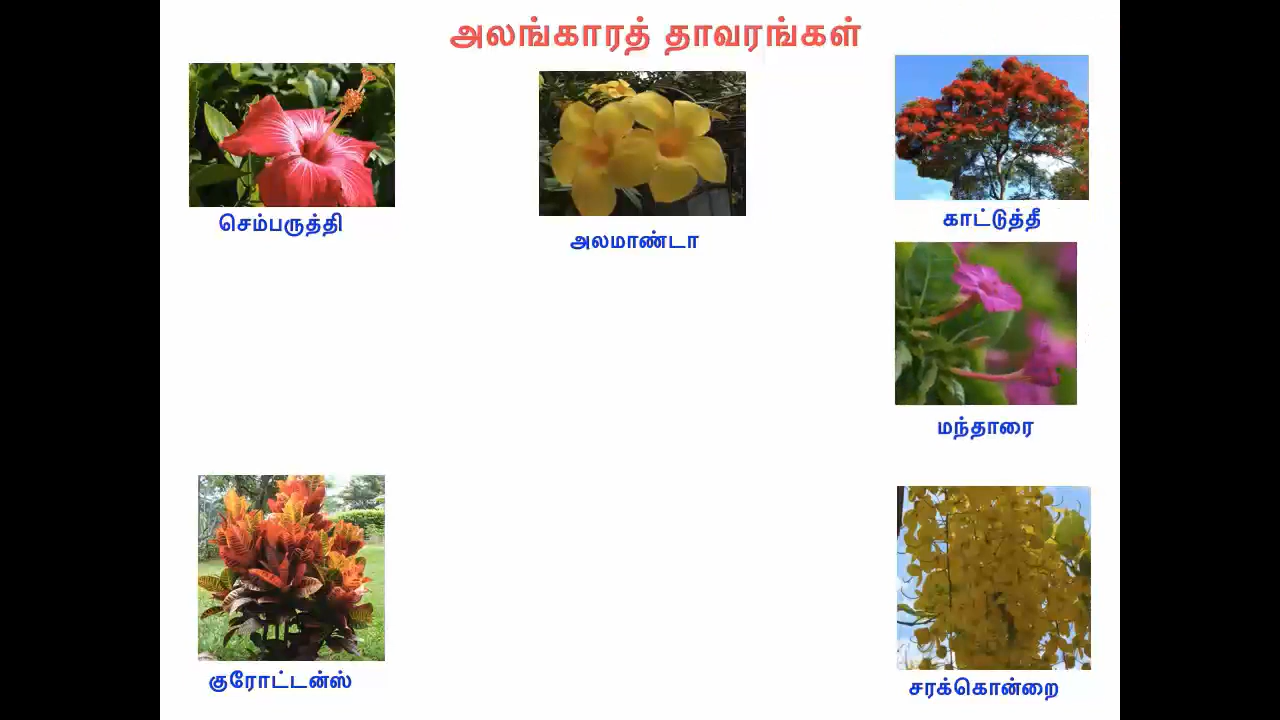 அலங்காரத் தாவரங்கள்
செம்பருத்தி
அலமாண்டா
காட்டுத்தீ
மந்தாரை
குரோட்டன்ஸ்
சரக்கொன்றை